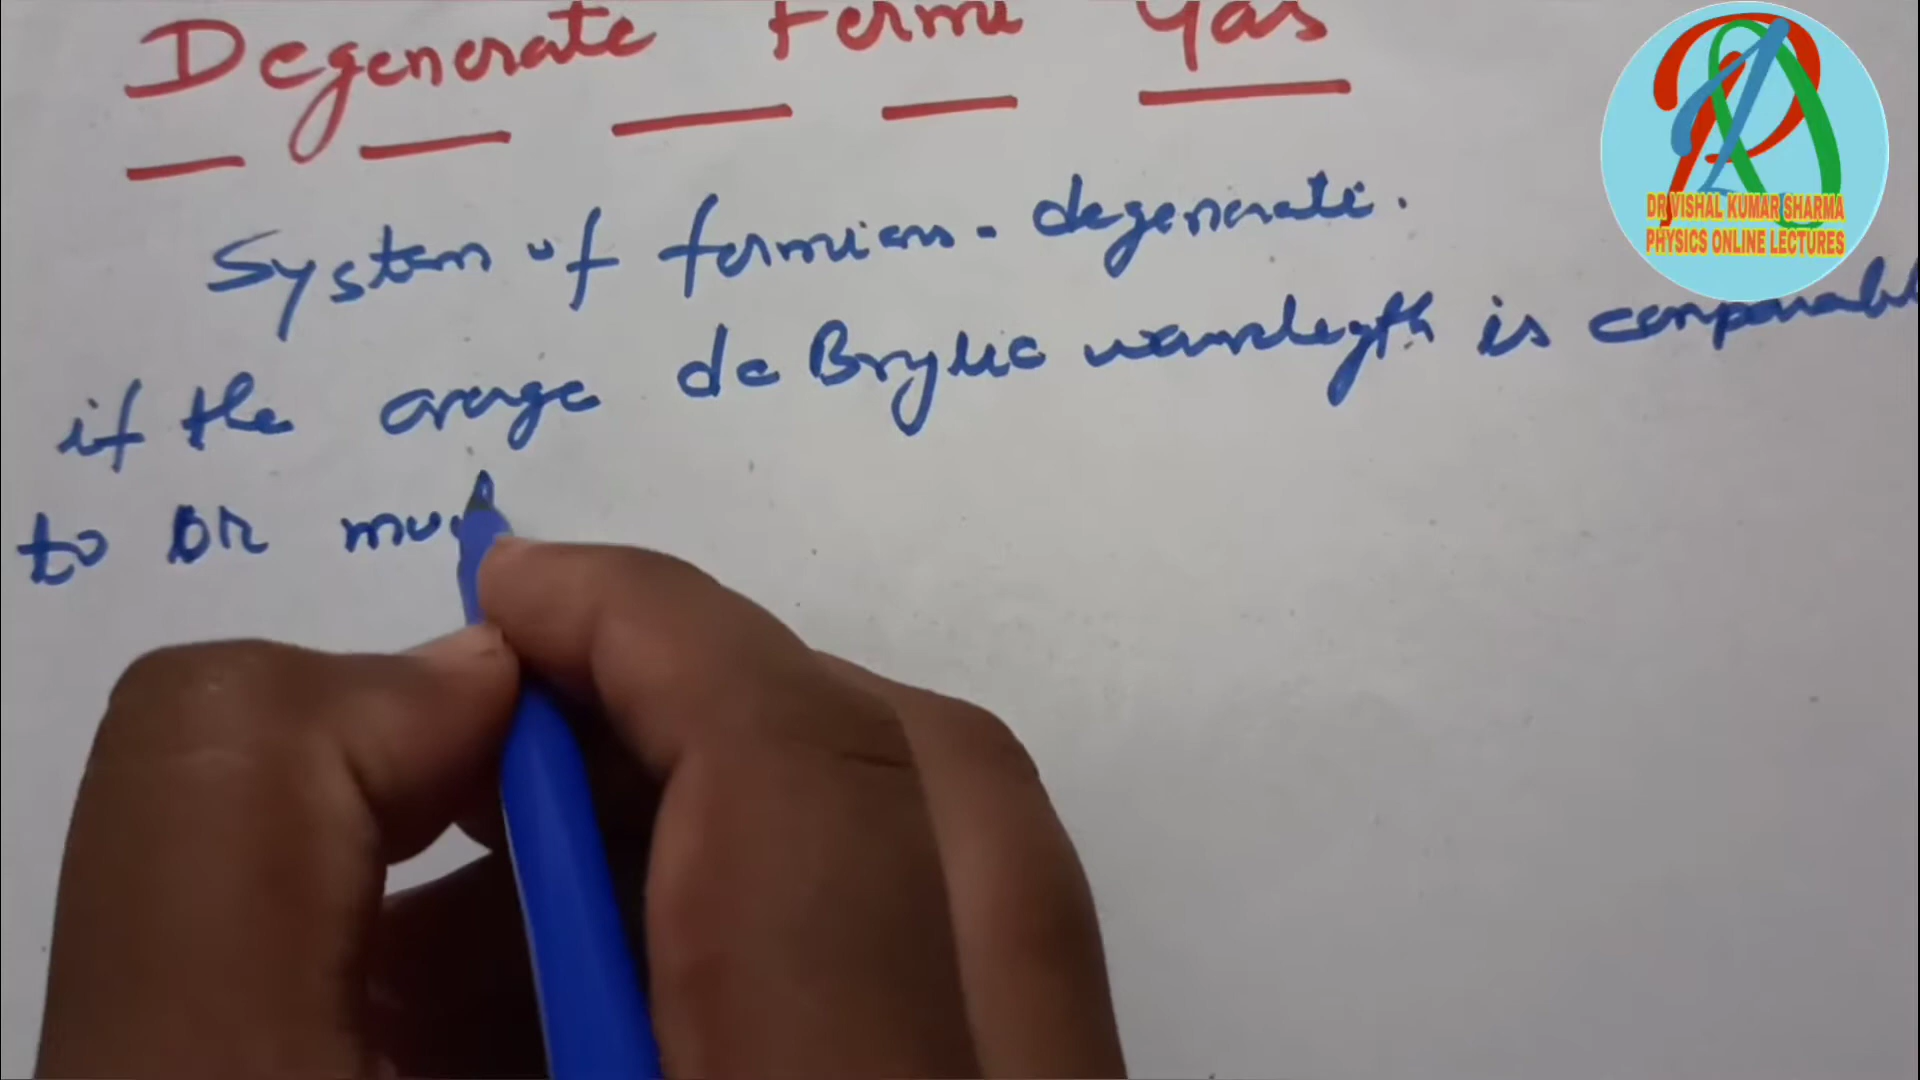 Degenerate Fermi Gas
System of fermions - degenerate.
if the average de Broglie wavelength is comparabl
to OR mu
DR VISHAL KUMAR SHARMA
PHYSICS ONLINE LECTURES